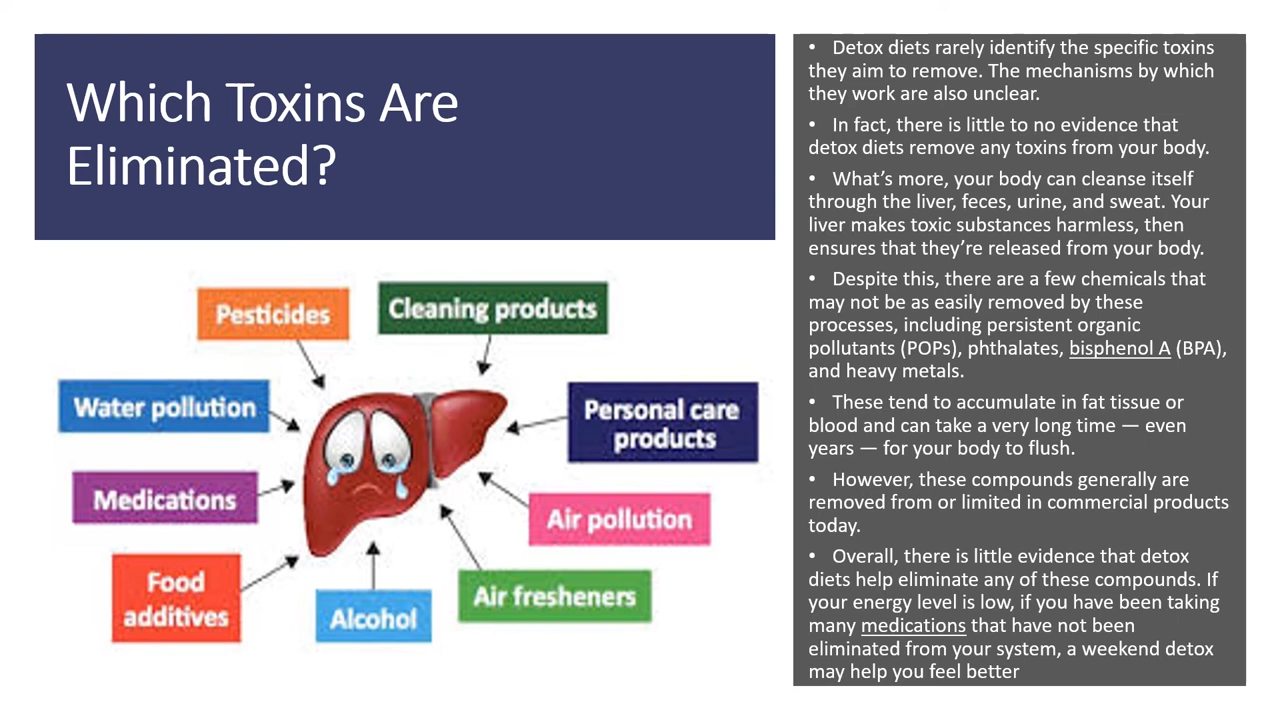 Which Toxins Are
Eliminated?
Pesticides
Cleaning products
Water pollution
Personal care
products
Medications
Air pollution
Food
additives
Alcohol
Air fresheners
• Detox diets rarely identify the specific toxins
they aim to remove. The mechanisms by which
they work are also unclear.
• In fact, there is little to no evidence that
detox diets remove any toxins from your body.
• What’s more, your body can cleanse itself
through the liver, feces, urine, and sweat. Your
liver makes toxic substances harmless, then
ensures that they’re released from your body.
• Despite this, there are a few chemicals that
may not be as easily removed by these
processes, including persistent organic
pollutants (POPs), phthalates, bisphenol A (BPA),
and heavy metals.
• These tend to accumulate in fat tissue or
blood and can take a very long time — even
years — for your body to flush.
• However, these compounds generally are
removed from or limited in commercial products
today.
• Overall, there is little evidence that detox
diets help eliminate any of these compounds. If
your energy level is low, if you have been taking
many medications that have not been
eliminated from your system, a weekend detox
may help you feel better